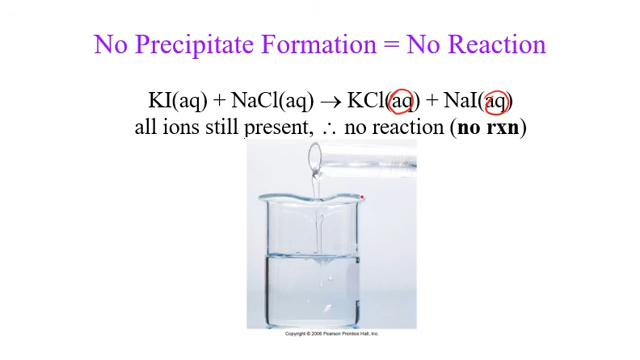 No Precipitate Formation = No Reaction
KI(aq) + NaCl(aq) → KCl(aq) + NaI(aq)
all ions still present, ∴ no reaction (no rxn)
Copyright © 2008 Pearson Prentice Hall, Inc.